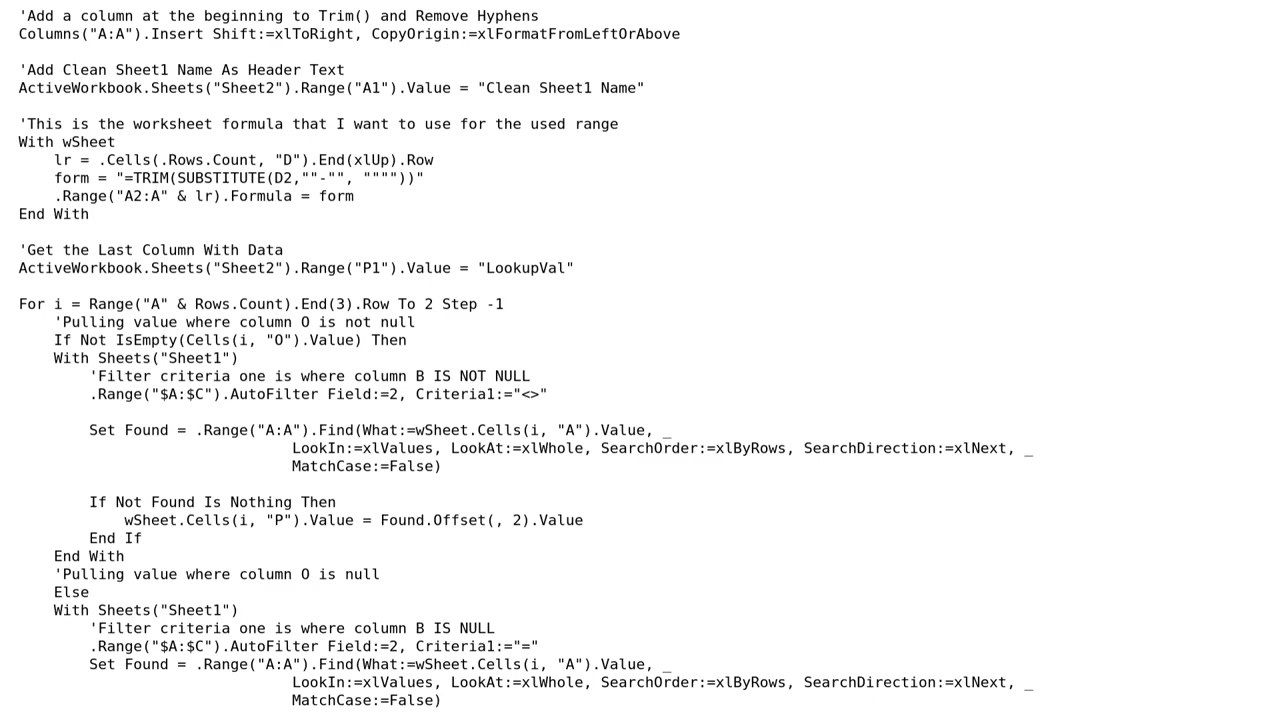 'Add a column at the beginning to Trim() and Remove Hyphens
Columns("A:A").Insert Shift:=xlToRight, CopyOrigin:=xlFormatFromLeftOrAbove

'Add Clean Sheet1 Name As Header Text
ActiveWorkbook.Sheets("Sheet2").Range("A1").Value = "Clean Sheet1 Name"

'This is the worksheet formula that I want to use for the used range
With wSheet
    lr = .Cells(.Rows.Count, "D").End(xlUp).Row
    form = "=TRIM(SUBSTITUTE(D2,""-"", """"))"
    .Range("A2:A" & lr).Formula = form
End With

'Get the Last Column With Data
ActiveWorkbook.Sheets("Sheet2").Range("P1").Value = "LookupVal"

For i = Range("A" & Rows.Count).End(3).Row To 2 Step -1
    'Pulling value where column O is not null
    If Not IsEmpty(Cells(i, "O").Value) Then
    With Sheets("Sheet1")
        'Filter criteria one is where column B IS NOT NULL
        .Range("$A:$C").AutoFilter Field:=2, Criteria1:="<>"

        Set Found = .Range("A:A").Find(What:=wSheet.Cells(i, "A").Value, _
                               LookIn:=xlValues, LookAt:=xlWhole, SearchOrder:=xlByRows, SearchDirection:=xlNext, _
                               MatchCase:=False)

        If Not Found Is Nothing Then
            wSheet.Cells(i, "P").Value = Found.Offset(, 2).Value
        End If
    End With
    'Pulling value where column O is null
    Else
    With Sheets("Sheet1")
        'Filter criteria one is where column B IS NULL
        .Range("$A:$C").AutoFilter Field:=2, Criteria1:="="
        Set Found = .Range("A:A").Find(What:=wSheet.Cells(i, "A").Value, _
                               LookIn:=xlValues, LookAt:=xlWhole, SearchOrder:=xlByRows, SearchDirection:=xlNext, _
                               MatchCase:=False)